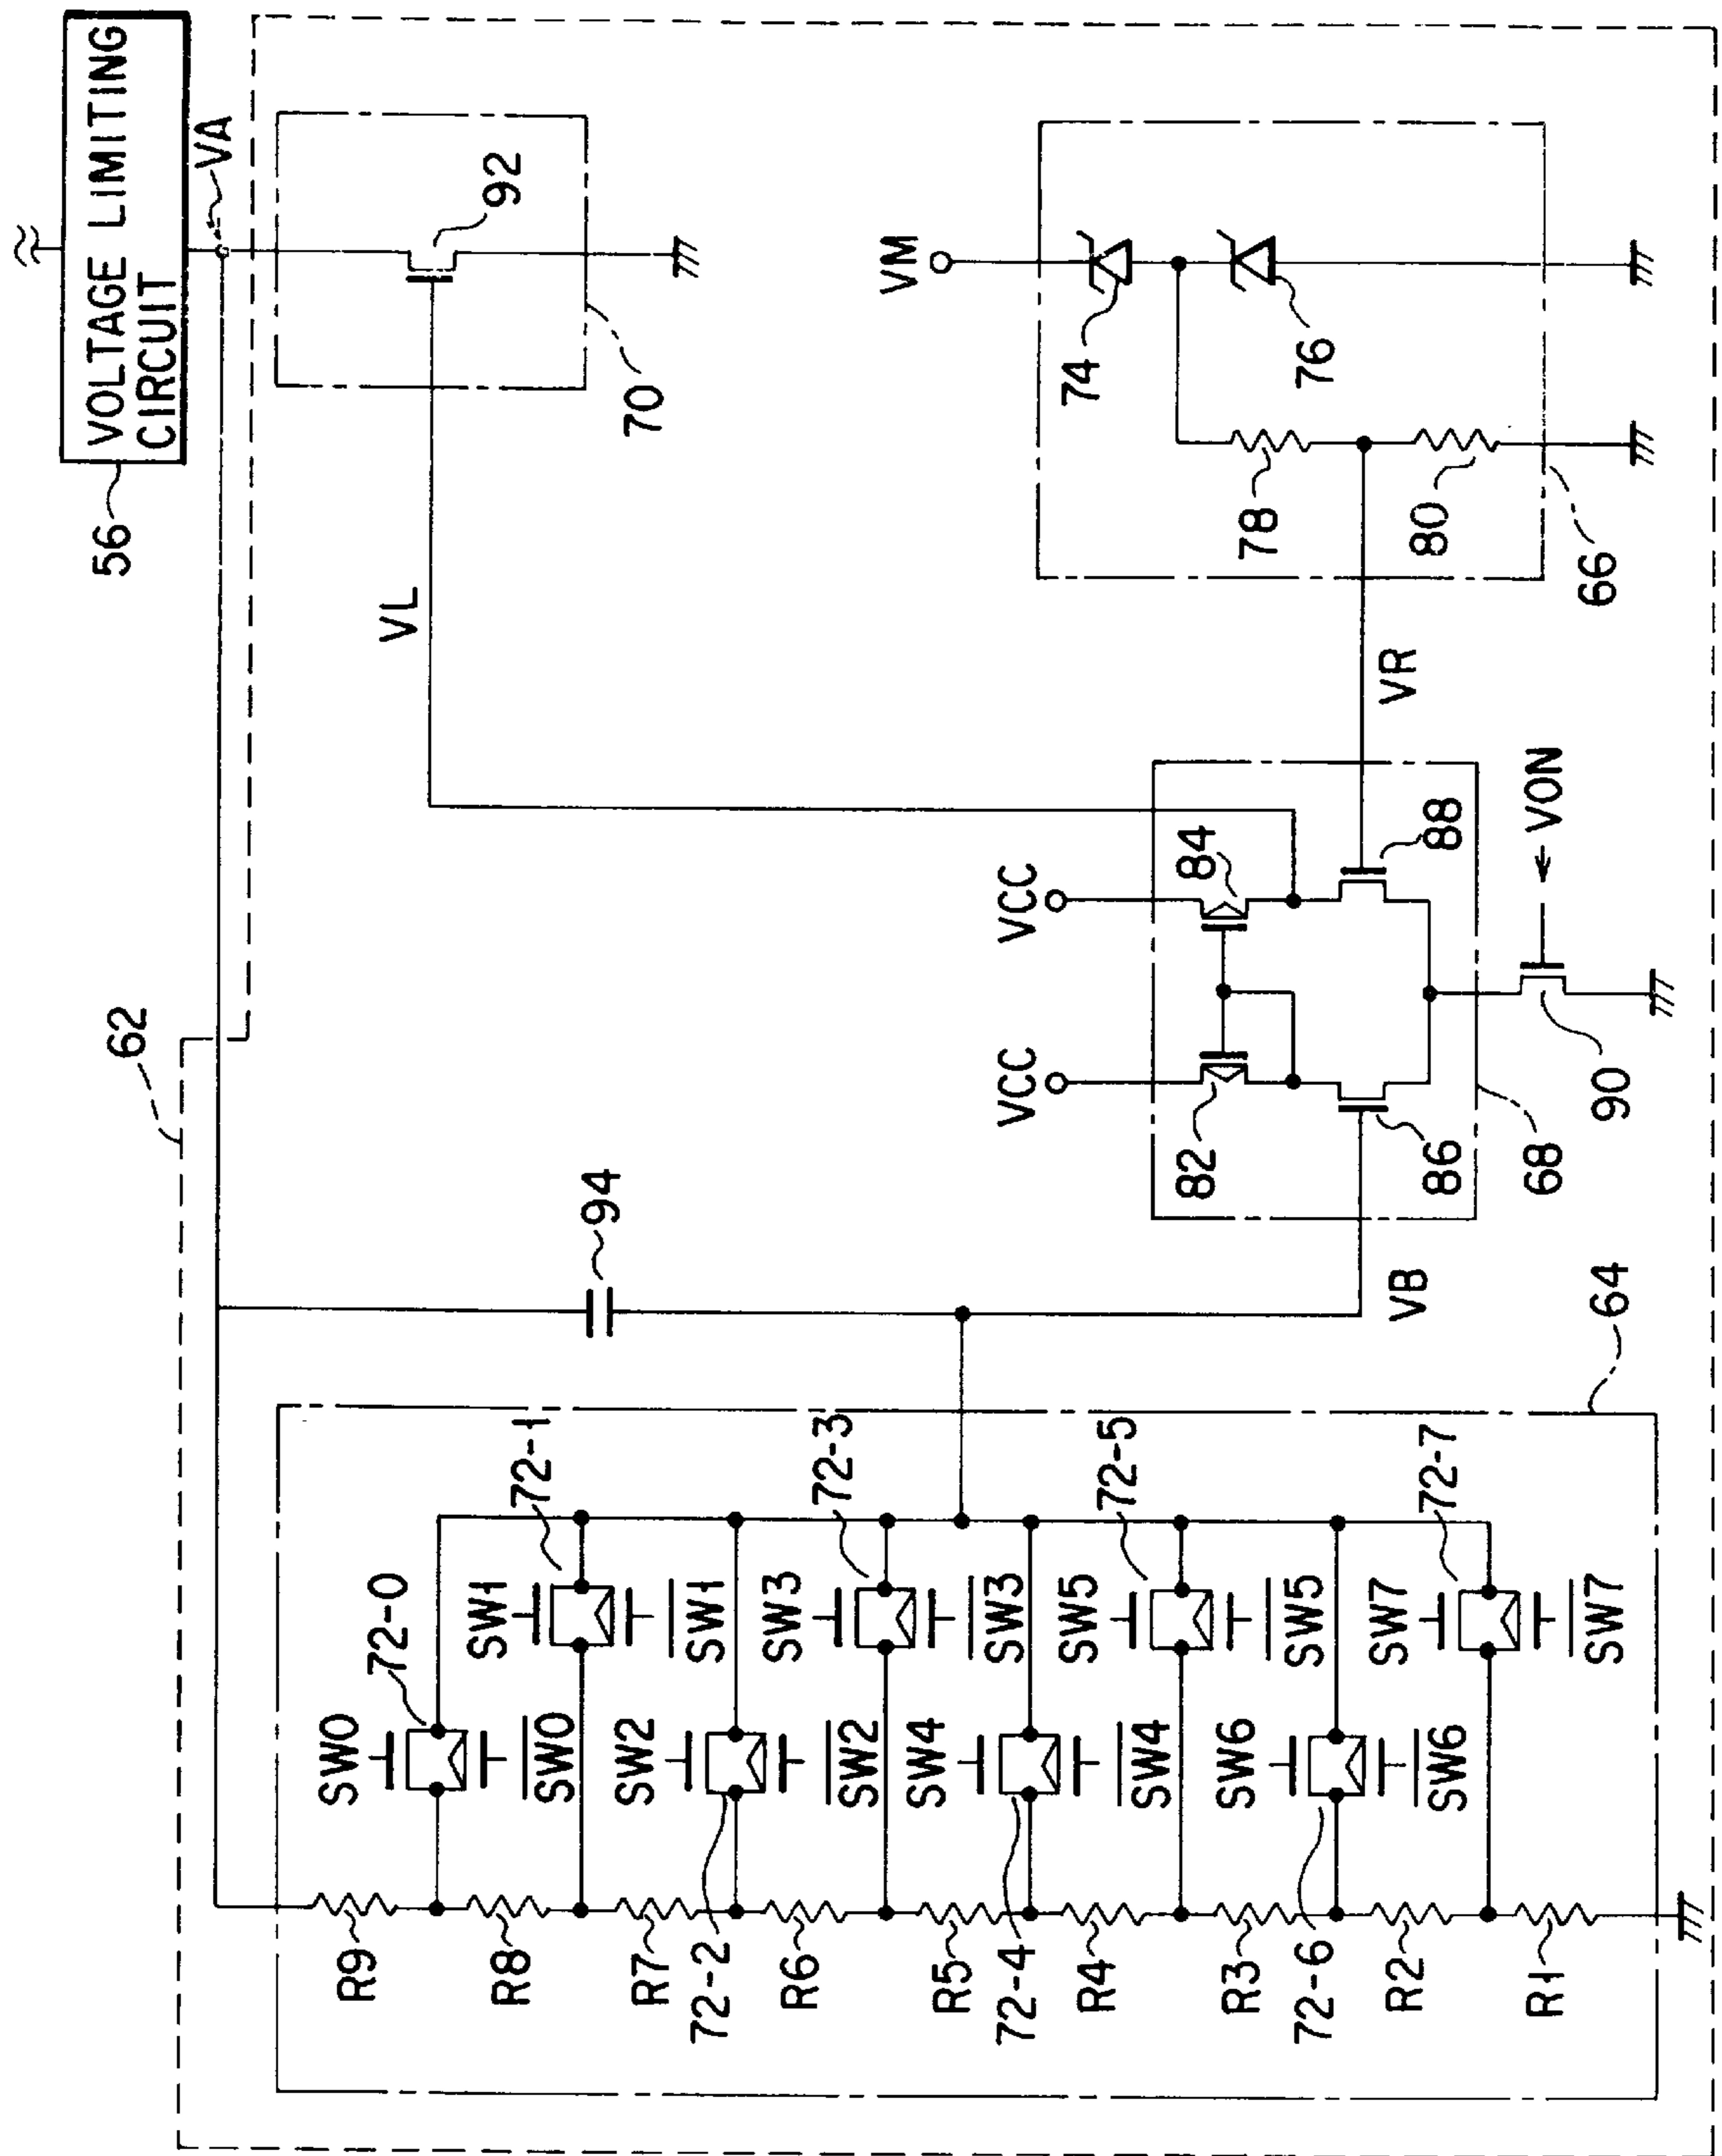 VOLTAGE LIMITING
CIRCUIT
56
VA
62
92
70
VL
VM
74
76
78
80
66
VR
VCC
VCC
84
82
88
86
68
90
VON
94
VB
64
SW0
72-0
SW0
SW1
72-1
SW1
SW2
72-2
SW2
SW3
72-3
SW3
SW4
72-4
SW4
SW5
72-5
SW5
SW6
72-6
SW6
SW7
72-7
SW7
R9
R8
R7
R6
R5
R4
R3
R2
R1